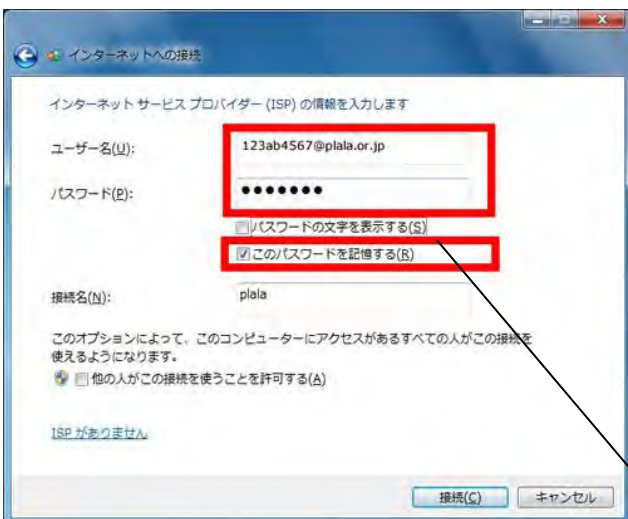 インターネットへの接続
インターネット サービス プロバイダー (ISP) の情報を入力します
ユーザー名(U):
123ab4567@plala.or.jp
パスワード(P):
●●●●●●●
パスワードの文字を表示する(S)
このパスワードを記憶する(R)
接続名(N):
plala
このオプションによって、このコンピューターにアクセスがあるすべての人がこの接続を
使えるようになります。
他の人がこの接続を使うことを許可する(A)
ISP がありません
接続(C)
キャンセル